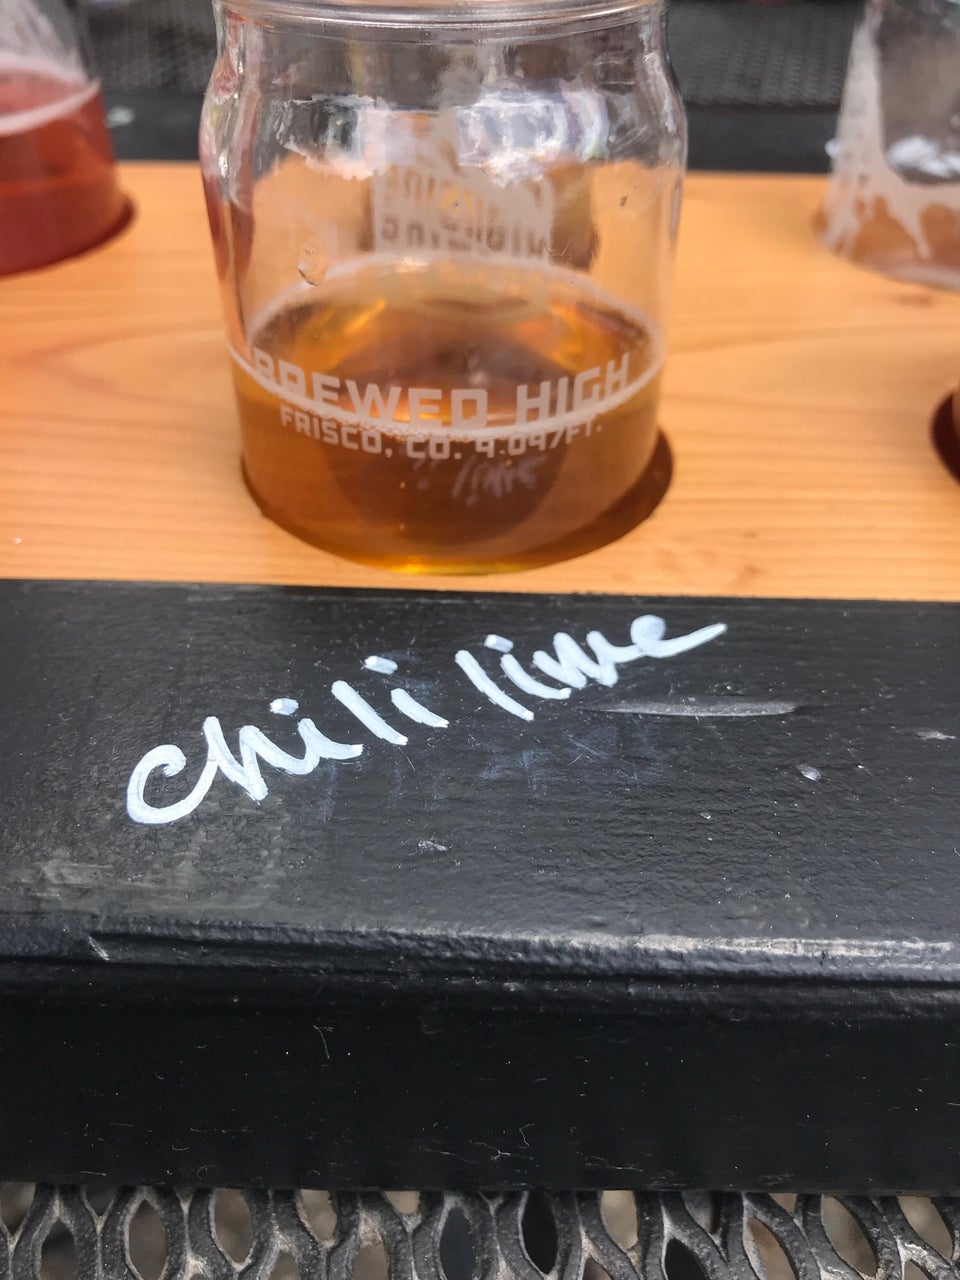 BREWED HIGH
FRISCO, CO. 9,097FT.
chili lime